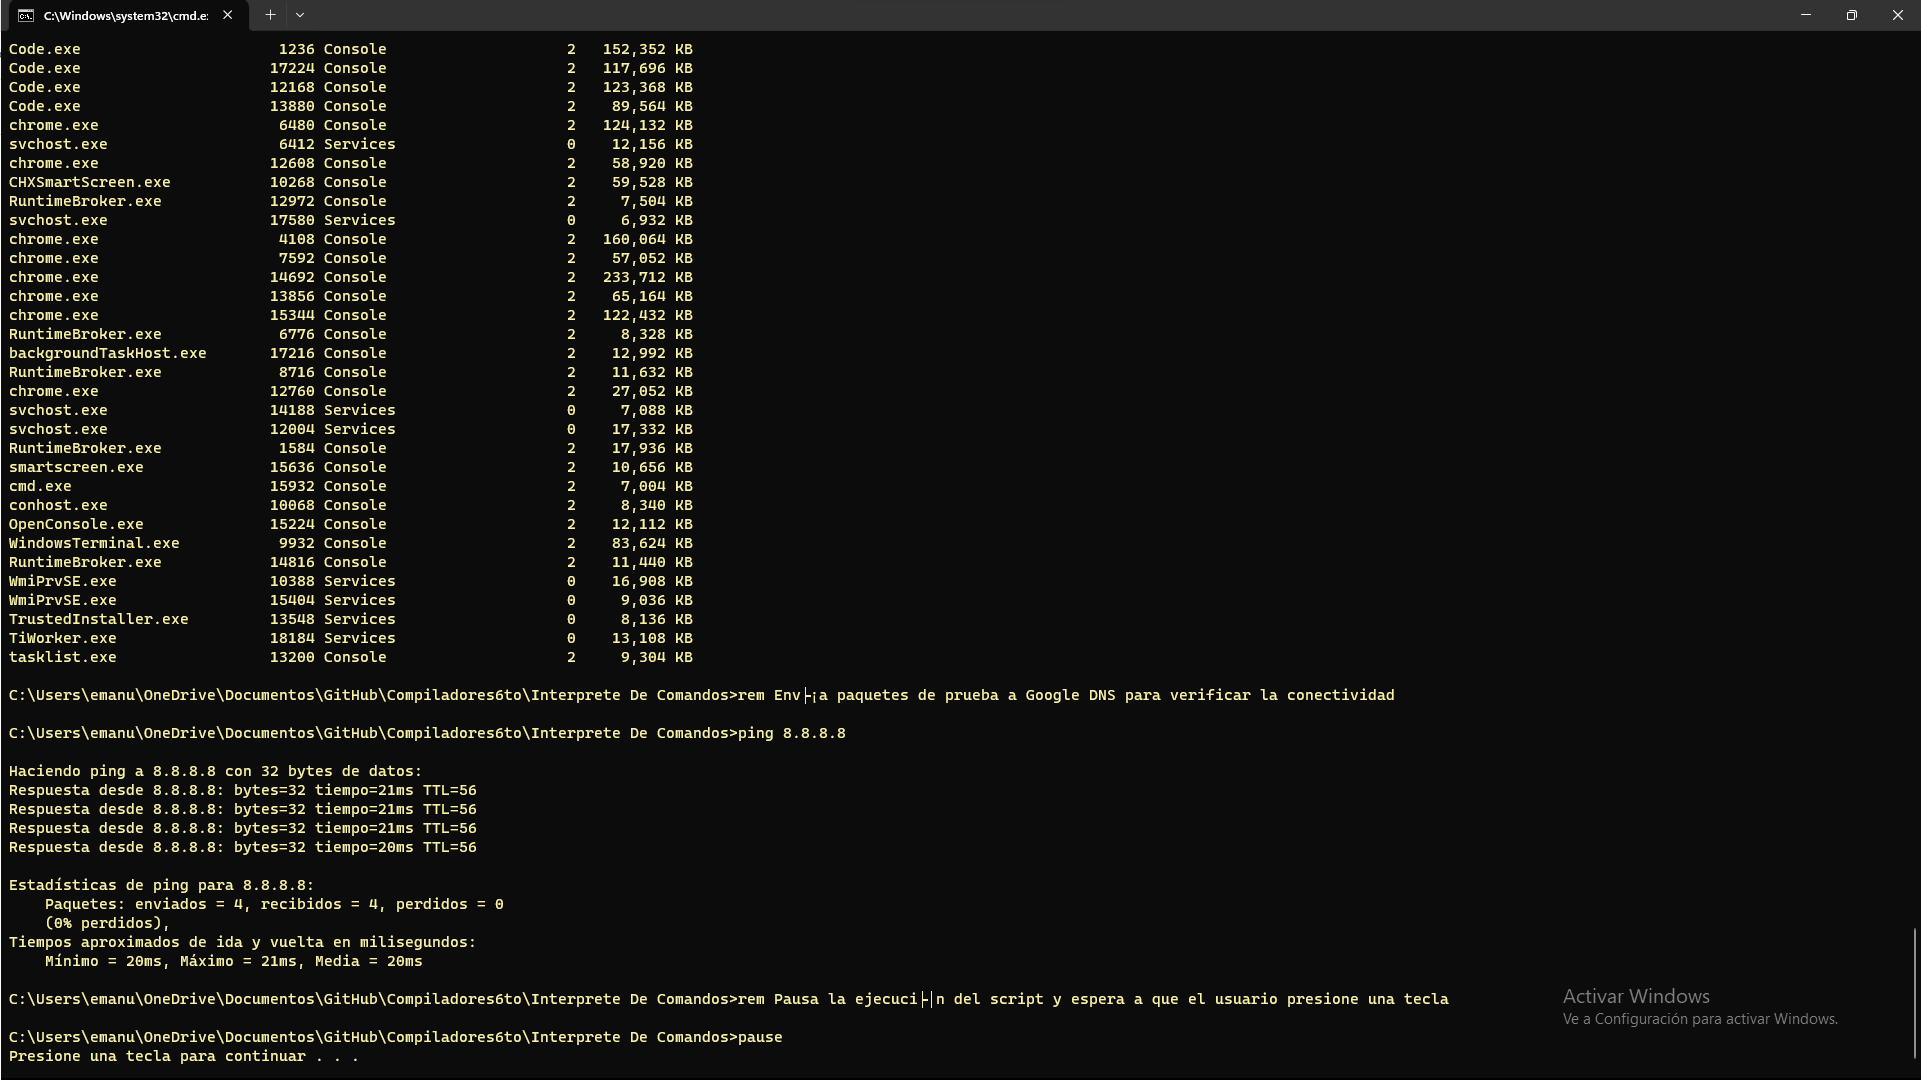 C:\Windows\system32\cmd.e:
Code.exe 1236 Console 2 152,352 KB
Code.exe 17224 Console 2 117,696 KB
Code.exe 12168 Console 2 123,368 KB
Code.exe 13880 Console 2 89,564 KB
chrome.exe 6480 Console 2 124,132 KB
svchost.exe 6412 Services 0 12,156 KB
chrome.exe 12608 Console 2 58,920 KB
CHXSmartScreen.exe 10268 Console 2 59,528 KB
RuntimeBroker.exe 12972 Console 2 7,504 KB
svchost.exe 17580 Services 0 6,932 KB
chrome.exe 4108 Console 2 160,064 KB
chrome.exe 7592 Console 2 57,052 KB
chrome.exe 14692 Console 2 233,712 KB
chrome.exe 13856 Console 2 65,164 KB
chrome.exe 15344 Console 2 122,432 KB
RuntimeBroker.exe 6776 Console 2 8,328 KB
backgroundTaskHost.exe 17216 Console 2 12,992 KB
RuntimeBroker.exe 8716 Console 2 11,632 KB
chrome.exe 12760 Console 2 27,052 KB
svchost.exe 14188 Services 0 7,088 KB
svchost.exe 12004 Services 0 17,332 KB
RuntimeBroker.exe 1584 Console 2 17,936 KB
smartscreen.exe 15636 Console 2 10,656 KB
cmd.exe 15932 Console 2 7,004 KB
conhost.exe 10068 Console 2 8,340 KB
OpenConsole.exe 15224 Console 2 12,112 KB
WindowsTerminal.exe 9932 Console 2 83,624 KB
RuntimeBroker.exe 14816 Console 2 11,440 KB
WmiPrvSE.exe 10388 Services 0 16,908 KB
WmiPrvSE.exe 15404 Services 0 9,036 KB
TrustedInstaller.exe 13548 Services 0 8,136 KB
TiWorker.exe 18184 Services 0 13,108 KB
tasklist.exe 13200 Console 2 9,304 KB
C:\Users\emanu\OneDrive\Documentos\GitHub\Compiladores6to\Interprete De Comandos>rem Env├¡a paquetes de prueba a Google DNS para verificar la conectividad
C:\Users\emanu\OneDrive\Documentos\GitHub\Compiladores6to\Interprete De Comandos>ping 8.8.8.8
Haciendo ping a 8.8.8.8 con 32 bytes de datos:
Respuesta desde 8.8.8.8: bytes=32 tiempo=21ms TTL=56
Respuesta desde 8.8.8.8: bytes=32 tiempo=21ms TTL=56
Respuesta desde 8.8.8.8: bytes=32 tiempo=21ms TTL=56
Respuesta desde 8.8.8.8: bytes=32 tiempo=20ms TTL=56
Estadísticas de ping para 8.8.8.8:
Paquetes: enviados = 4, recibidos = 4, perdidos = 0
(0% perdidos),
Tiempos aproximados de ida y vuelta en milisegundos:
Mínimo = 20ms, Máximo = 21ms, Media = 20ms
C:\Users\emanu\OneDrive\Documentos\GitHub\Compiladores6to\Interprete De Comandos>rem Pausa la ejecuci├│n del script y espera a que el usuario presione una tecla
C:\Users\emanu\OneDrive\Documentos\GitHub\Compiladores6to\Interprete De Comandos>pause
Presione una tecla para continuar . . .
Activar Windows
Ve a Configuración para activar Windows.